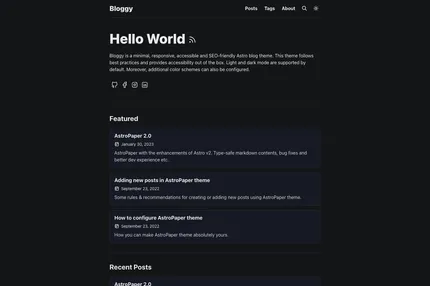 Bloggy
Posts Tags About
Hello World
Bloggy is a minimal, responsive, accessible and SEO-friendly Astro blog theme. This theme follows
best practices and provides accessibility out of the box. Light and dark mode are supported by
default. Moreover, additional color schemes can also be configured.
Featured
AstroPaper 2.0
January 30, 2023
AstroPaper with the enhancements of Astro v2. Type-safe markdown contents, bug fixes and
better dev experience etc.
Adding new posts in AstroPaper theme
September 23, 2022
Some rules & recommendations for creating or adding new posts using AstroPaper theme.
How to configure AstroPaper theme
September 23, 2022
How you can make AstroPaper theme absolutely yours.
Recent Posts
AstroPaper 2.0